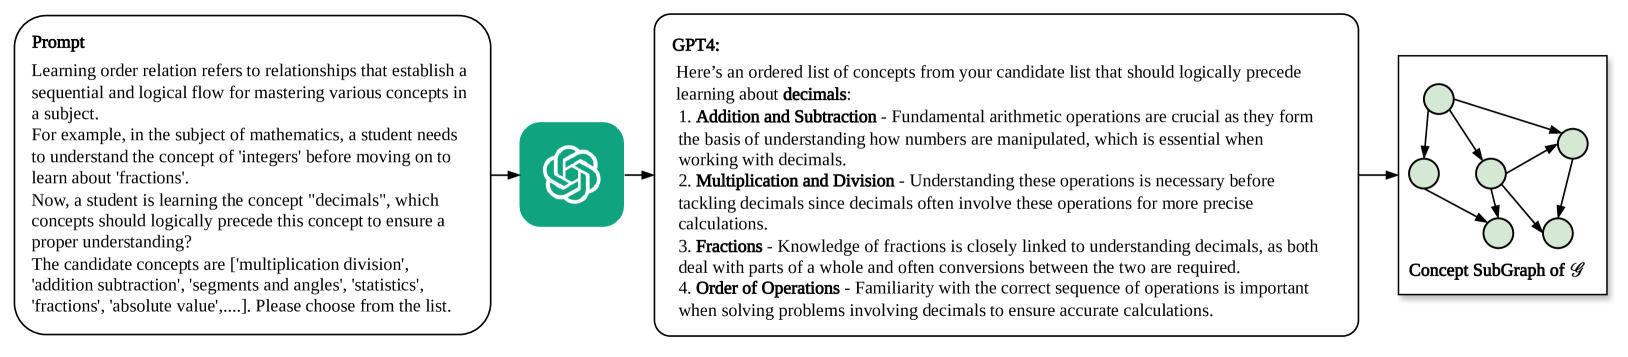 Prompt
Learning order relation refers to relationships that establish a
sequential and logical flow for mastering various concepts in
a subject.
For example, in the subject of mathematics, a student needs
to understand the concept of 'integers' before moving on to
learn about 'fractions'.
Now, a student is learning the concept "decimals", which
concepts should logically precede this concept to ensure a
proper understanding?
The candidate concepts are ['multiplication division',
'addition subtraction', 'segments and angles', 'statistics',
'fractions', 'absolute value',....]. Please choose from the list.
GPT4:
Here's an ordered list of concepts from your candidate list that should logically precede
learning about decimals:
1. Addition and Subtraction - Fundamental arithmetic operations are crucial as they form
the basis of understanding how numbers are manipulated, which is essential when
working with decimals.
2. Multiplication and Division - Understanding these operations is necessary before
tackling decimals since decimals often involve these operations for more precise
calculations.
3. Fractions - Knowledge of fractions is closely linked to understanding decimals, as both
deal with parts of a whole and often conversions between the two are required.
4. Order of Operations - Familiarity with the correct sequence of operations is important
when solving problems involving decimals to ensure accurate calculations.
Concept SubGraph of 𝒢